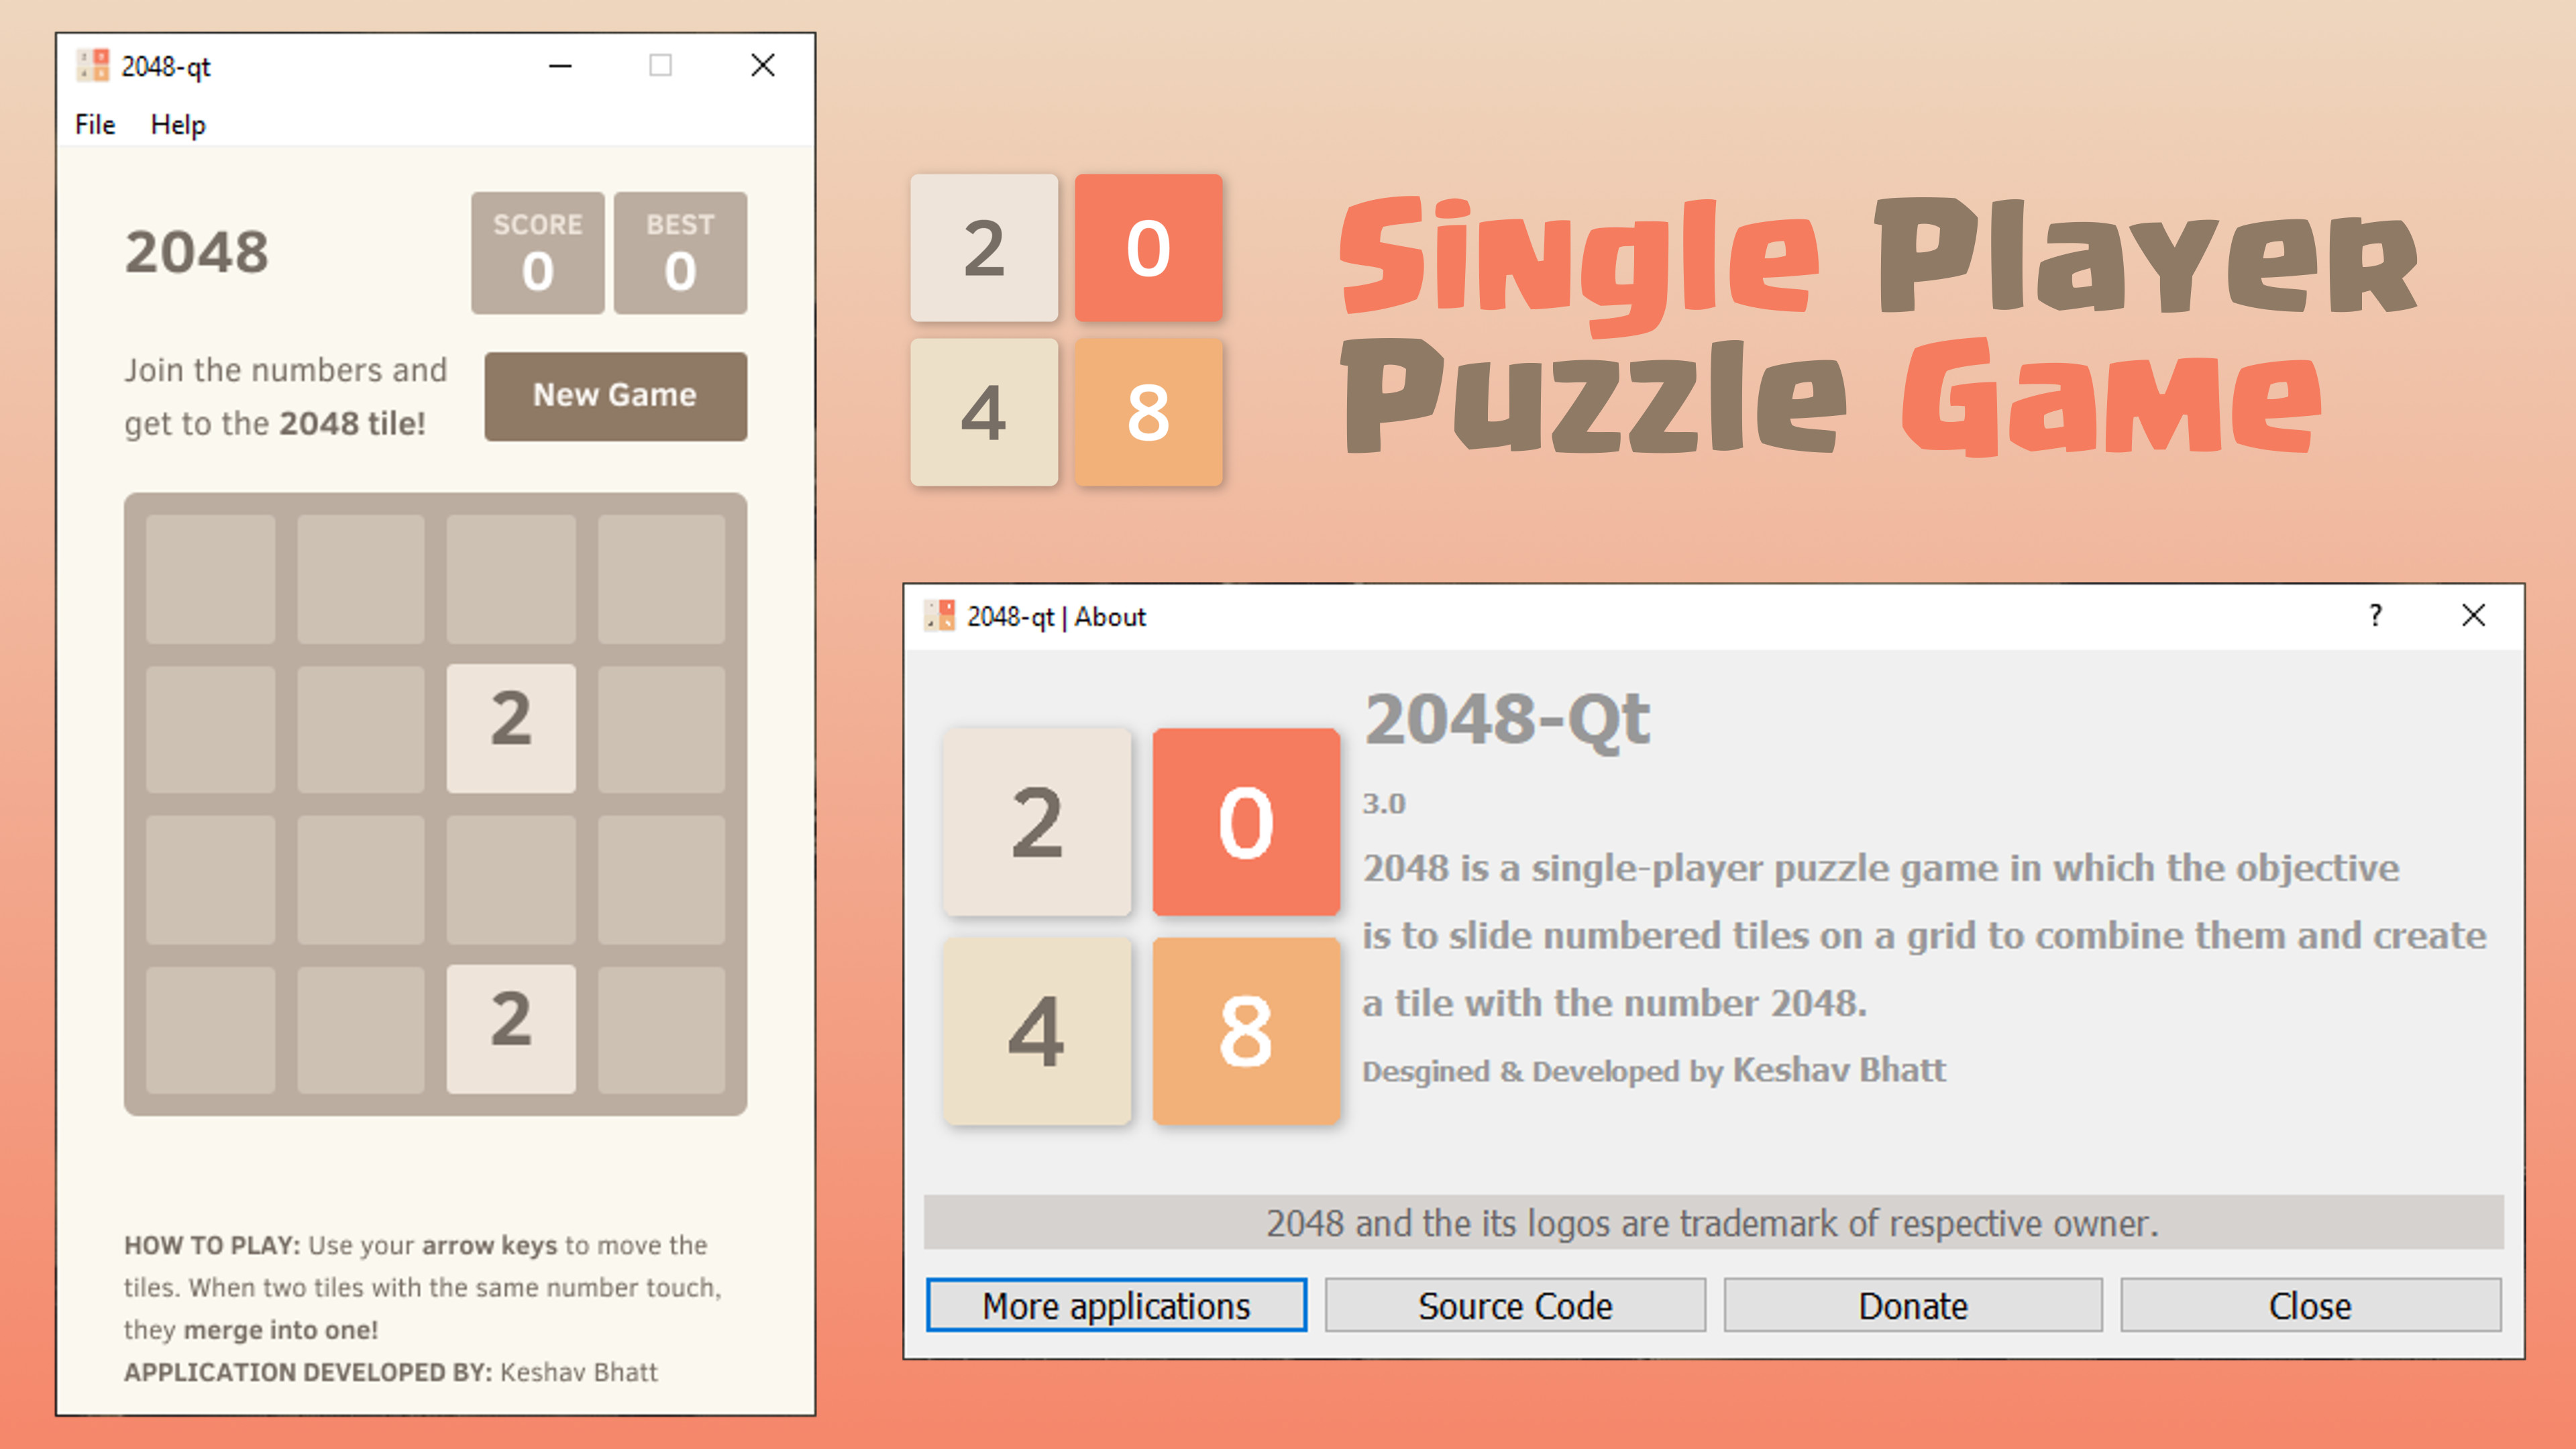 2048-qt
File Help
2048
SCORE
0
BEST
0
Join the numbers and
get to the 2048 tile!
New Game
2
2
HOW TO PLAY: Use your arrow keys to move the
tiles. When two tiles with the same number touch,
they merge into one!
APPLICATION DEVELOPED BY: Keshav Bhatt
2 0
4 8
Single Player
Puzzle Game
2048-qt | About
?
2 0
4 8
2048-Qt
3.0
2048 is a single-player puzzle game in which the objective
is to slide numbered tiles on a grid to combine them and create
a tile with the number 2048.
Desgined & Developed by Keshav Bhatt
2048 and the its logos are trademark of respective owner.
More applications Source Code Donate Close